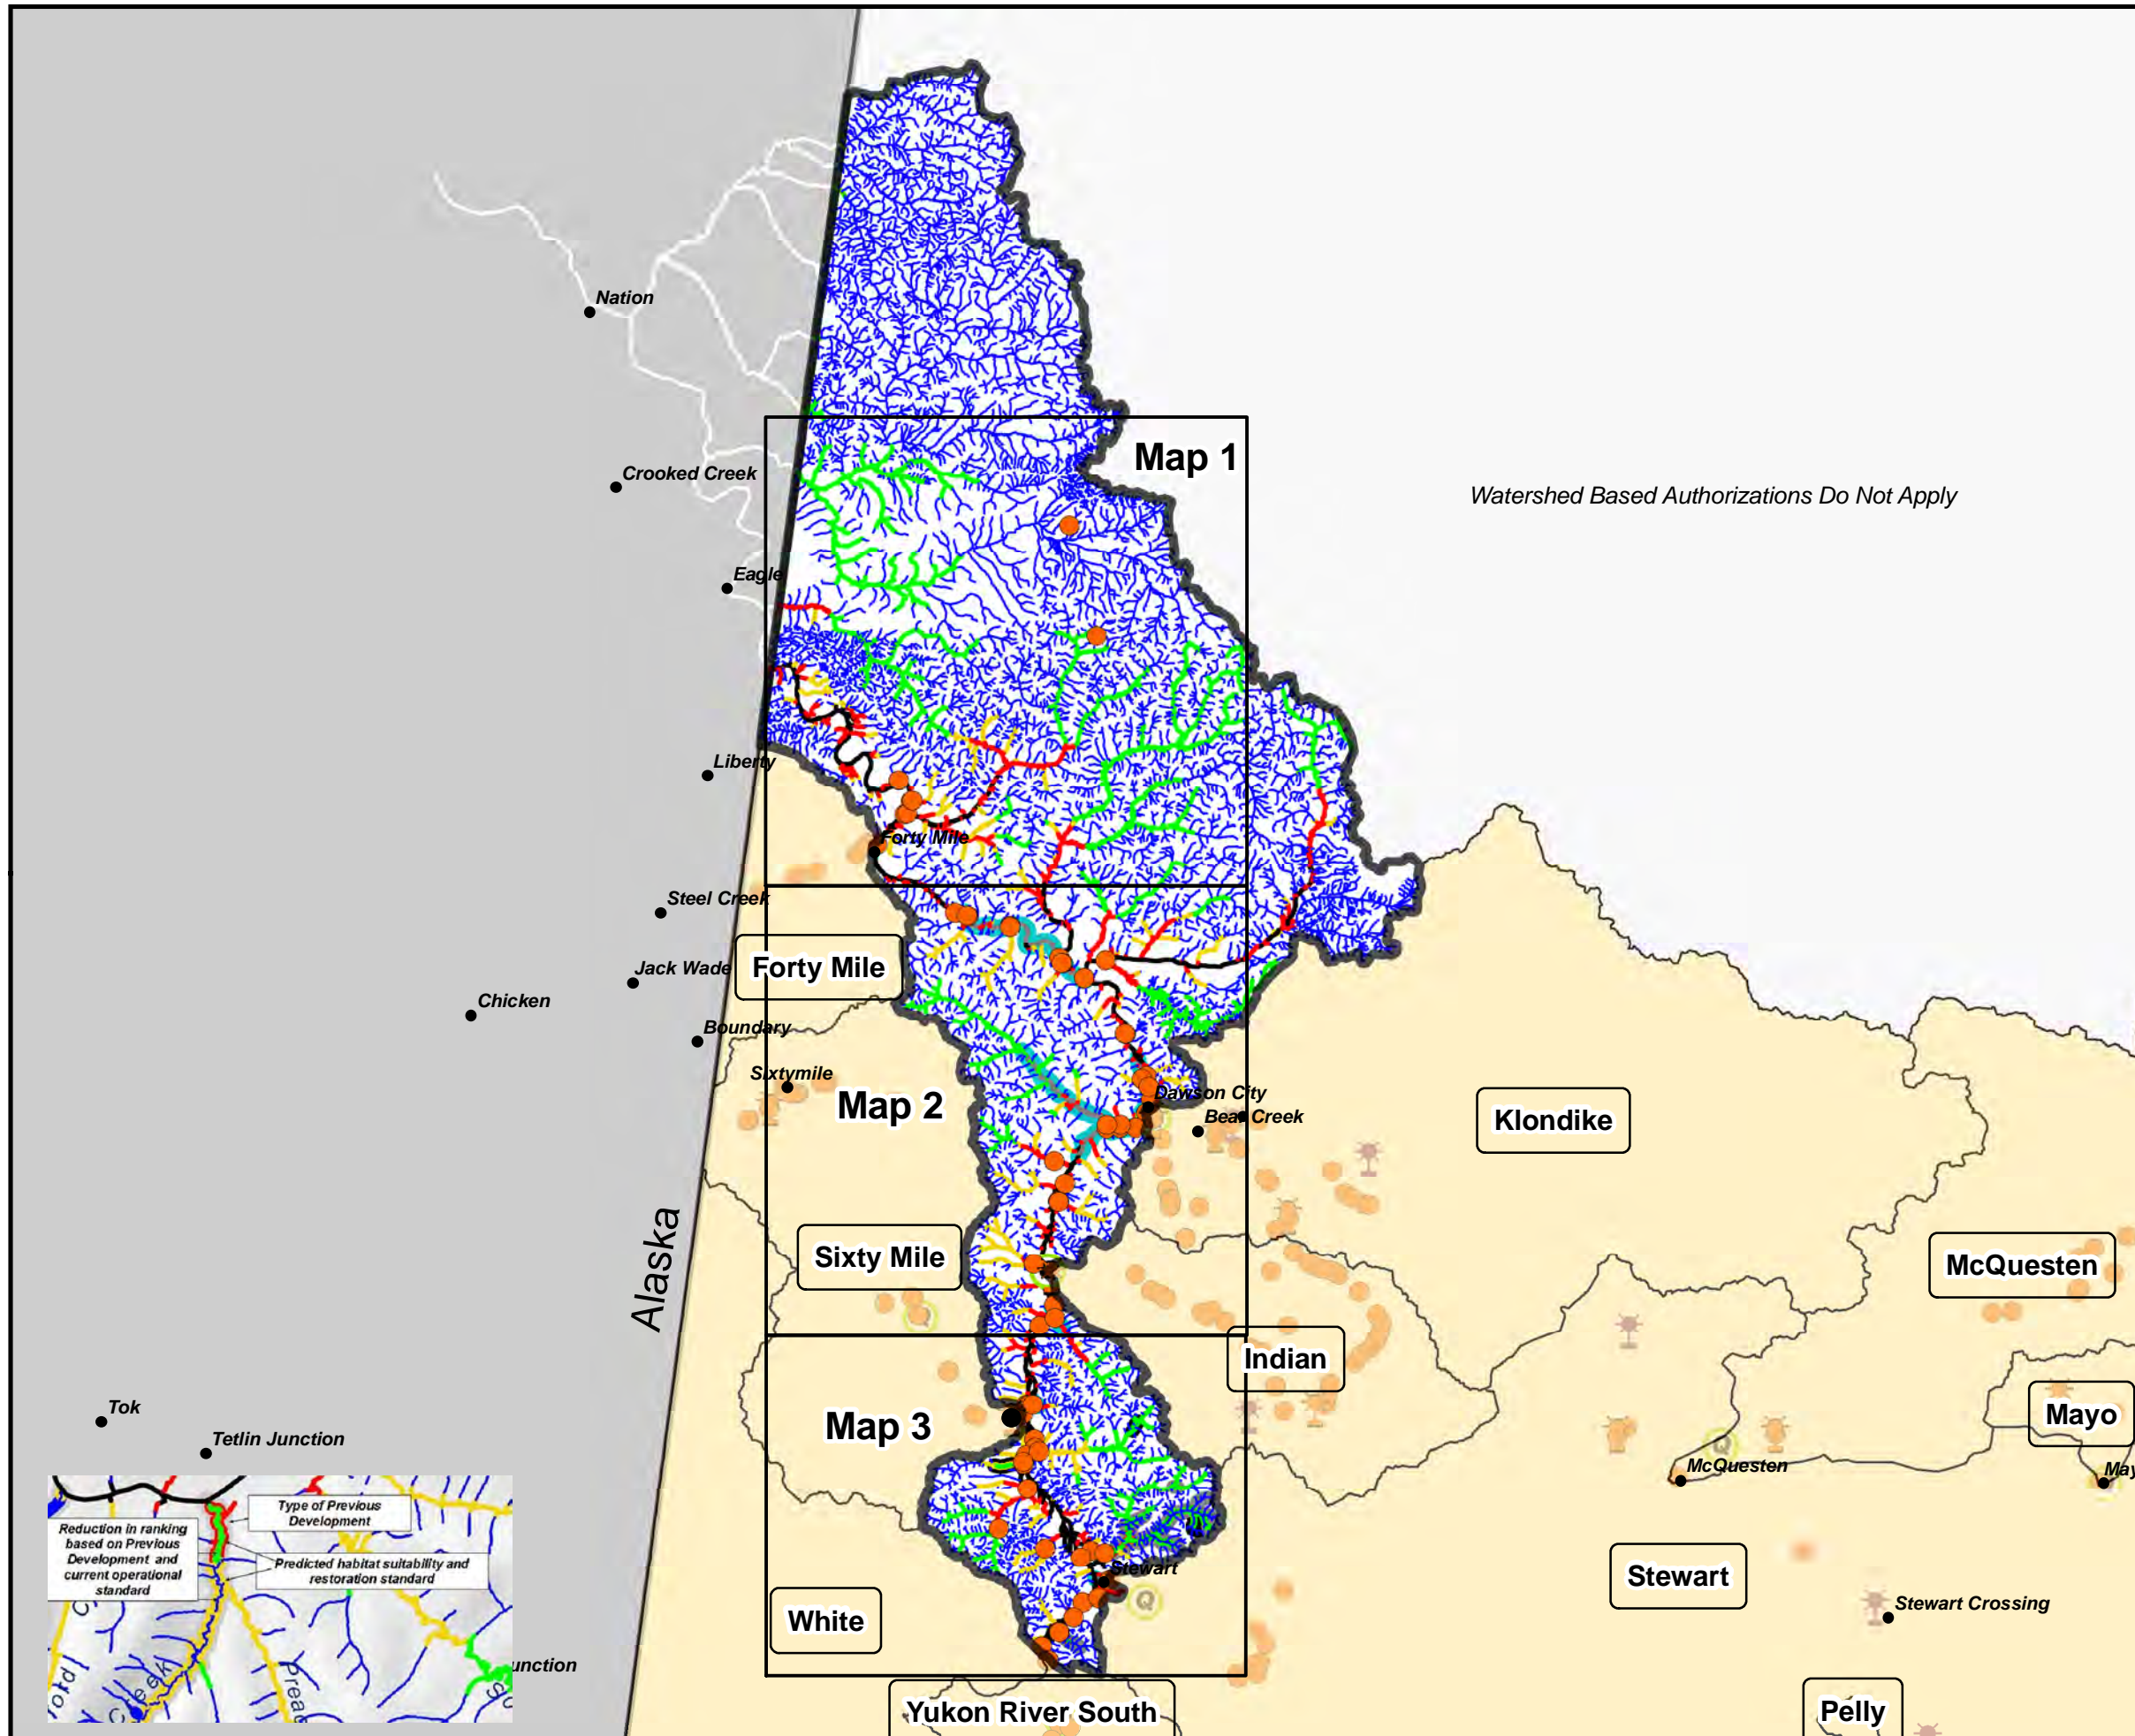 Nation
Map 1
Crooked Creek
Watershed Based Authorizations Do Not Apply
Eagle
Liberty
Forty Mile
Steel Creek
Forty Mile
Jack Wade
Chicken
Boundary
Sixtymile
Map 2
Dawson City
Bear Creek
Klondike
Alaska
Sixty Mile
McQuesten
Indian
Tok
Map 3
Mayo
Tetlin Junction
McQuesten
May
Q
Q
Q
Type of Previous
Development
Reduction in ranking
based on Previous
Development and
current operational
standard
Predicted habitat suitability and
restoration standard
Stewart
Stewart
Stewart Crossing
White
unction
Creek
Yukon River South
Pelly